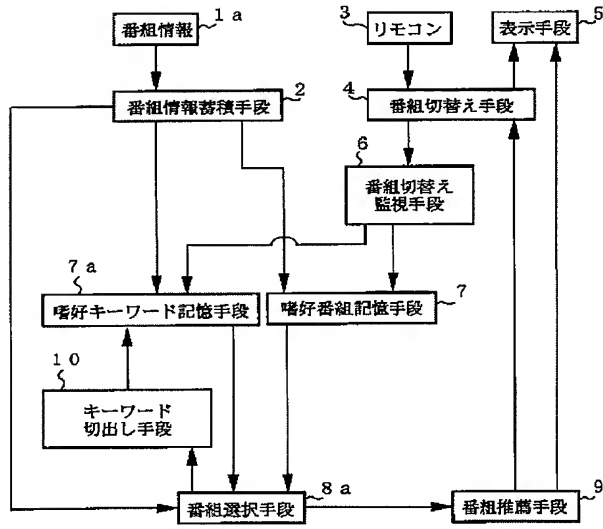 1a
番組情報
3
リモコン
5
表示手段
2
番組情報蓄積手段
4
番組切替え手段
6
番組切替え
監視手段
7a
嗜好キーワード記憶手段
7
嗜好番組記憶手段
10
キーワード
切出し手段
8a
番組選択手段
9
番組推薦手段